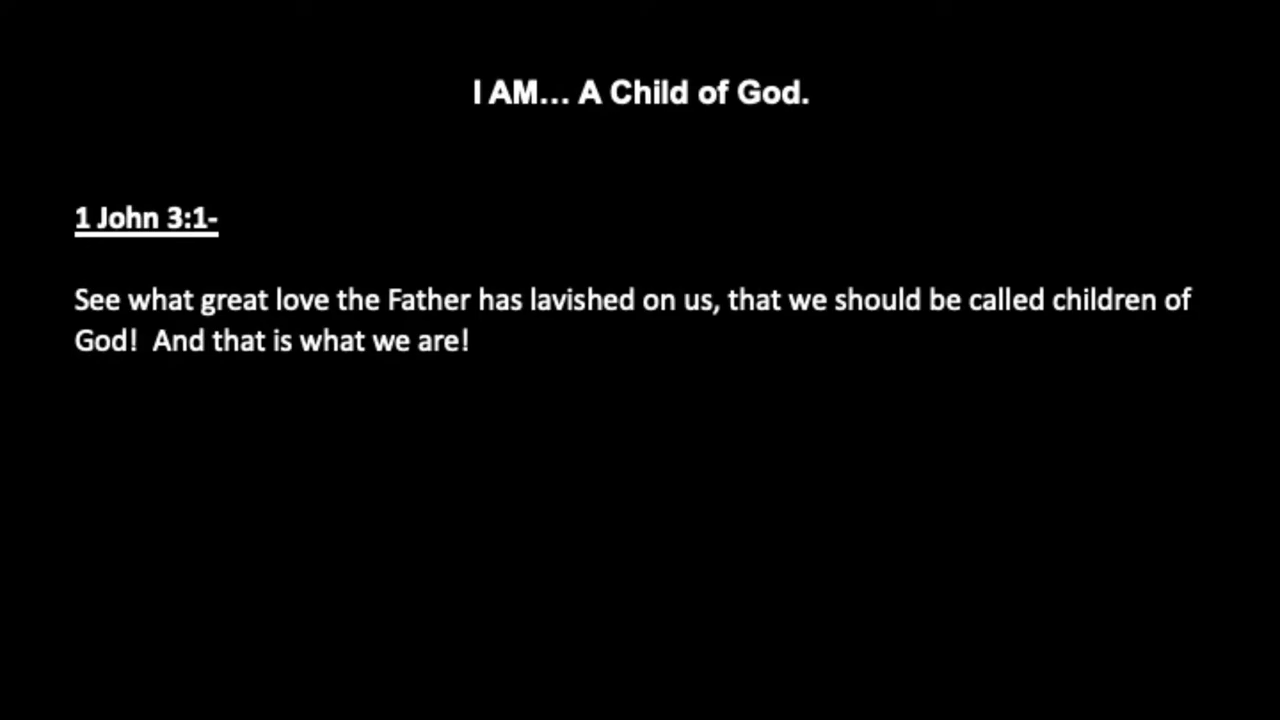 I AM... A Child of God.
1 John 3:1-
See what great love the Father has lavished on us, that we should be called children of
God!  And that is what we are!